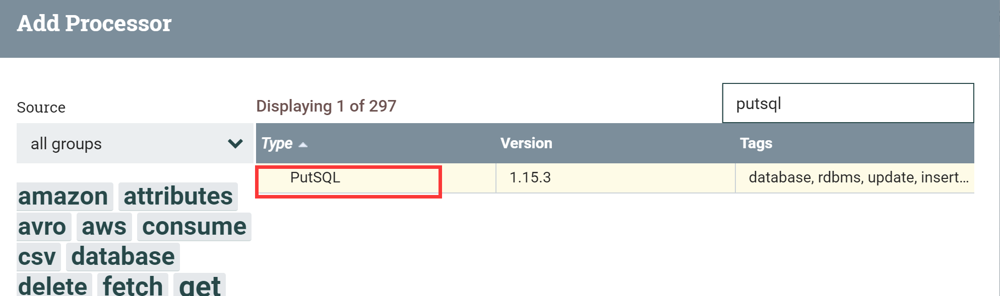 Add Processor
Source
Displaying 1 of 297
putsql
all groups
Type Version Tags
PutSQL 1.15.3 database, rdbms, update, insert...
amazon attributes
avro aws consume
csv database
delete fetch get